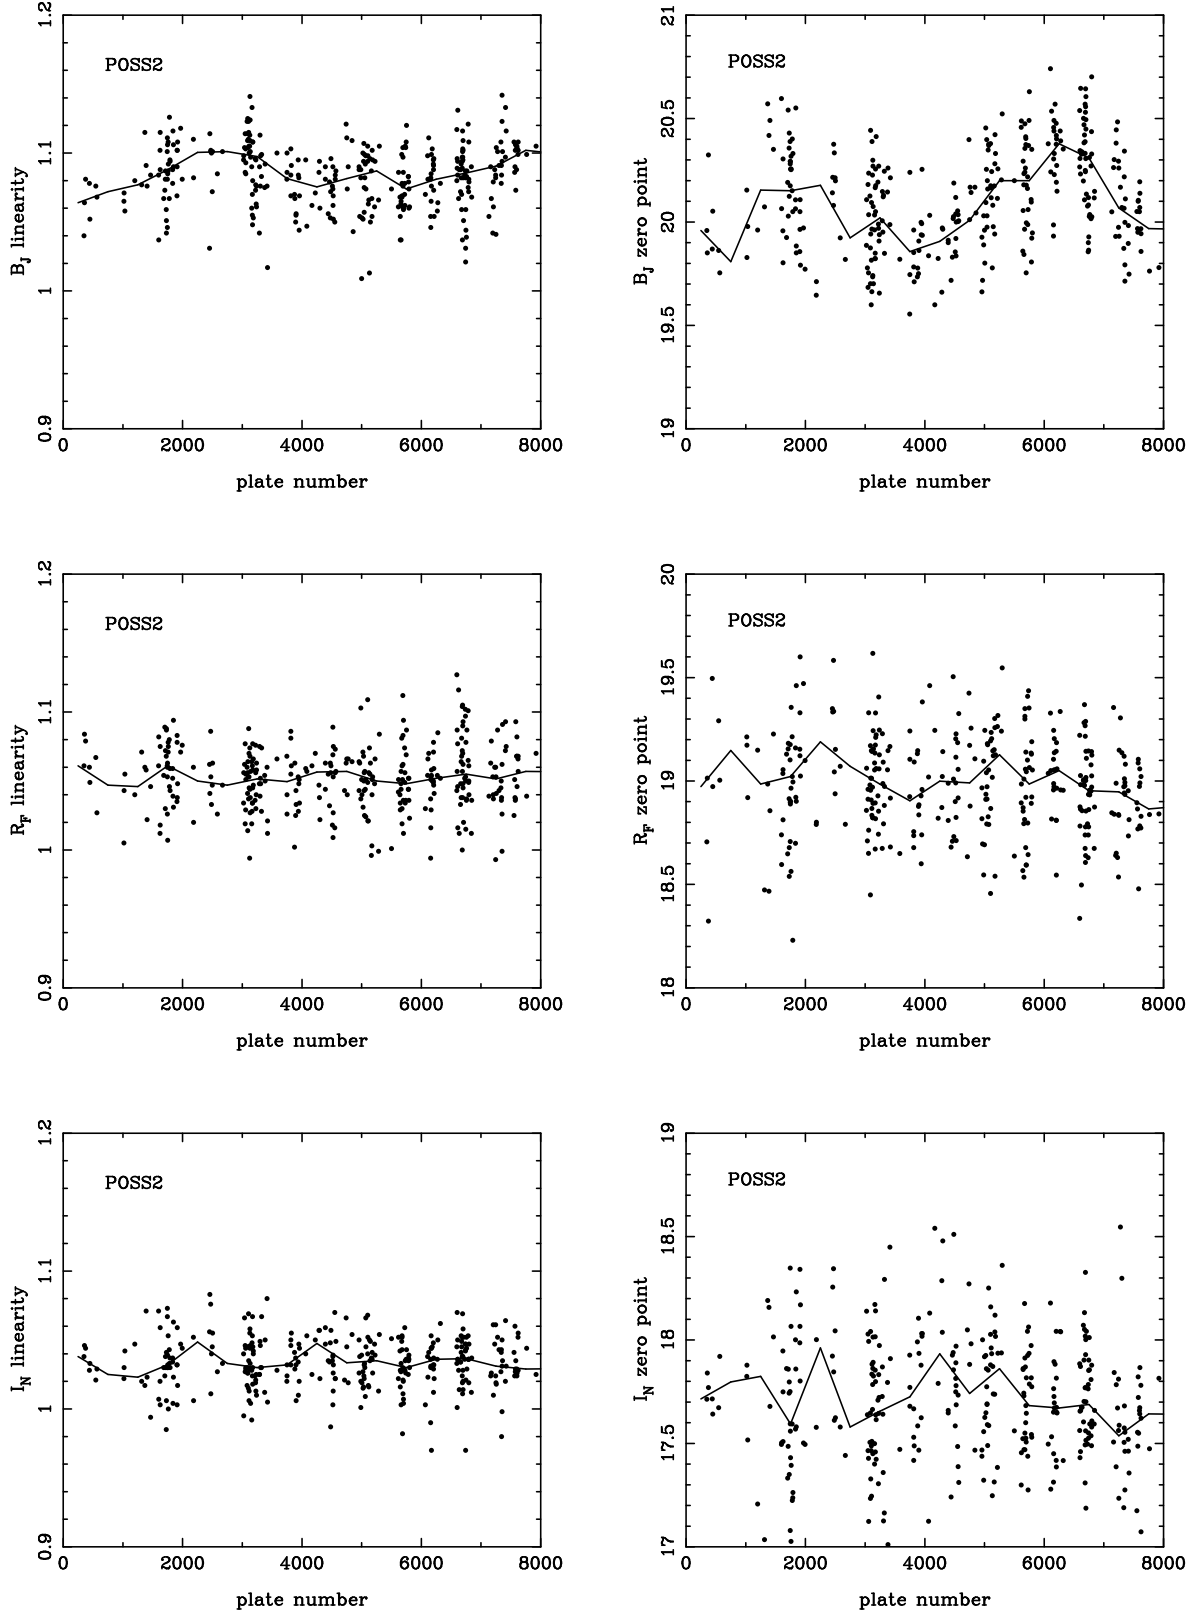 POSS2
B_J linearity
1.2
1.1
1
0.9
0 2000 4000 6000 8000
plate number
POSS2
B_J zero point
21
20.5
20
19.5
19
0 2000 4000 6000 8000
plate number
POSS2
R_F linearity
1.2
1.1
1
0.9
0 2000 4000 6000 8000
plate number
POSS2
R_F zero point
20
19.5
19
18.5
18
0 2000 4000 6000 8000
plate number
POSS2
I_N linearity
1.2
1.1
1
0.9
0 2000 4000 6000 8000
plate number
POSS2
I_N zero point
19
18.5
18
17.5
17
0 2000 4000 6000 8000
plate number